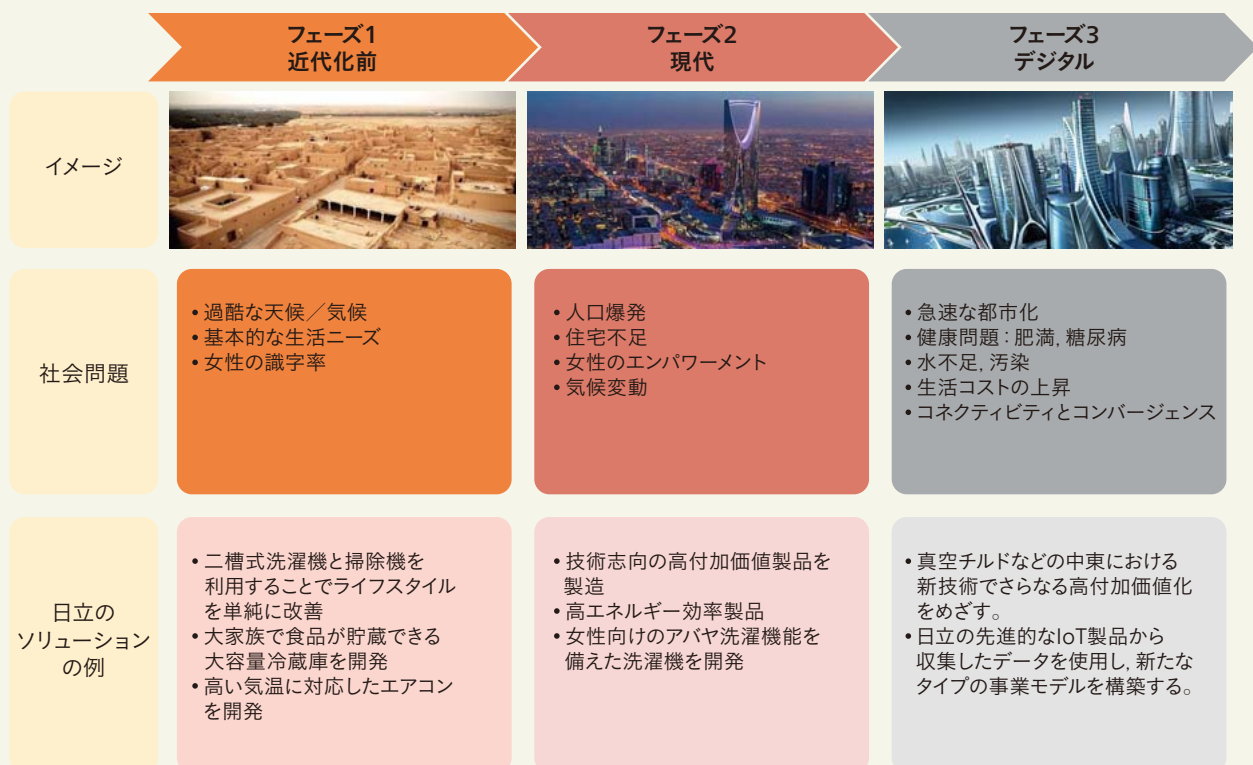 フェーズ1
近代化前
フェーズ2
現代
フェーズ3
デジタル
イメージ
社会問題
• 過酷な天候／気候
• 基本的な生活ニーズ
• 女性の識字率
• 人口爆発
• 住宅不足
• 女性のエンパワーメント
• 気候変動
• 急速な都市化
• 健康問題：肥満, 糖尿病
• 水不足, 汚染
• 生活コストの上昇
• コネクティビティとコンバージェンス
日立の
ソリューション
の例
• 二槽式洗濯機と掃除機を
利用することでライフスタイル
を単純に改善
• 大家族で食品が貯蔵できる
大容量冷蔵庫を開発
• 高い気温に対応したエアコン
を開発
• 技術志向の高付加価値製品を
製造
• 高エネルギー効率製品
• 女性向けのアバヤ洗濯機能を
備えた洗濯機を開発
• 真空チルドなどの中東における
新技術でさらなる高付加価値化
をめざす。
• 日立の先進的なIoT製品から
収集したデータを使用し, 新たな
タイプの事業モデルを構築する。